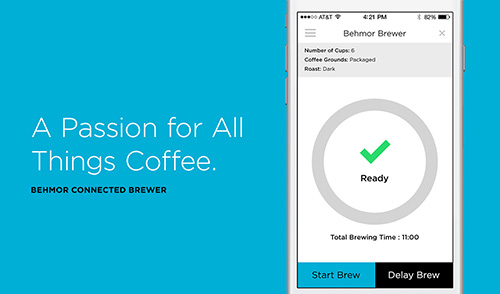 A Passion for All
Things Coffee.
BEHMOR CONNECTED BREWER
AT&T 4:21 PM 82%
Behmor Brewer ×
Number of Cups: 6
Coffee Grounds: Packaged
Roast: Dark
Ready
Total Brewing Time : 11:00
Start Brew Delay Brew